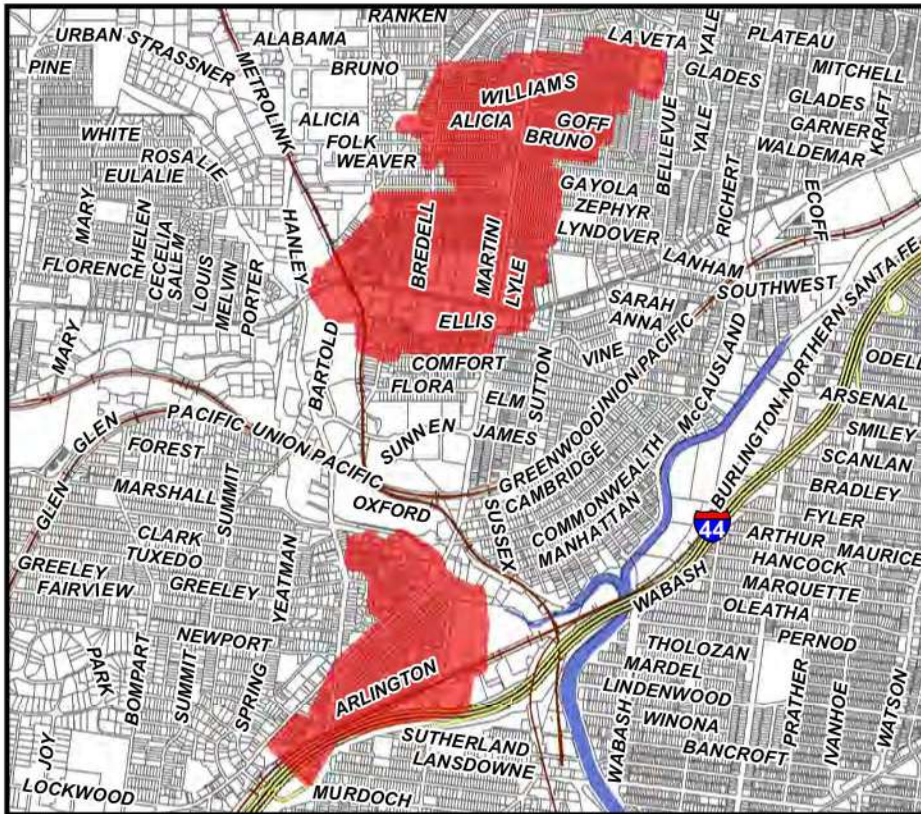 RANKEN
LA VETA
YALE
PLATEAU
URBAN
STRASSNER
ALABAMA
PINE
METROLINK
BRUNO
GLADES
MITCHELL
WILLIAMS
GLADES
KRAFT
ALICIA
ALICIA
GOFF
BRUNO
GARNER
WHITE
FOLK
WEAVER
BELLEVUE
YALE
WALDEMAR
ROSALIE
EULALIE
GAYOLA
ZEPHYR
RICHERT
ECOFF
MARY
HELEN
HANLEY
BREDELL
MARTINI
LYNDOVER
FLORENCE
CECELIA
SALEM
LOUIS
MELVIN
PORTER
LYLE
LANHAM
SOUTHWEST
BURLINGTON NORTHERN SANTA FE
ELLIS
SARAH
ANNA
MARY
BARTOLD
COMFORT
VINE
UNION PACIFIC
McCAUSLAND
ODELL
FLORA
SUTTON
ARSENAL
GLEN
PACIFIC
UNION PACIFIC
SUNNEN
ELM
JAMES
GREENWOOD
SMILEY
FOREST
CAMBRIDGE
SCANLAN
GLEN
MARSHALL
SUMMIT
OXFORD
SUSSEX
COMMONWEALTH
MANHATTAN
BRADLEY
44
FYLER
CLARK
TUXEDO
ARTHUR
MAURICE
GREELEY
FAIRVIEW
GREELEY
YEATMAN
WABASH
HANCOCK
MARQUETTE
OLEATHA
NEWPORT
PERNOD
PARK
BOMPART
SUMMIT
SPRING
ARLINGTON
THOLOZAN
MARDEL
LINDENWOOD
PRATHER
IVANHOE
WATSON
JOY
SUTHERLAND
LANSDOWNE
WABASH
WINONA
BANCROFT
LOCKWOOD
MURDOCH